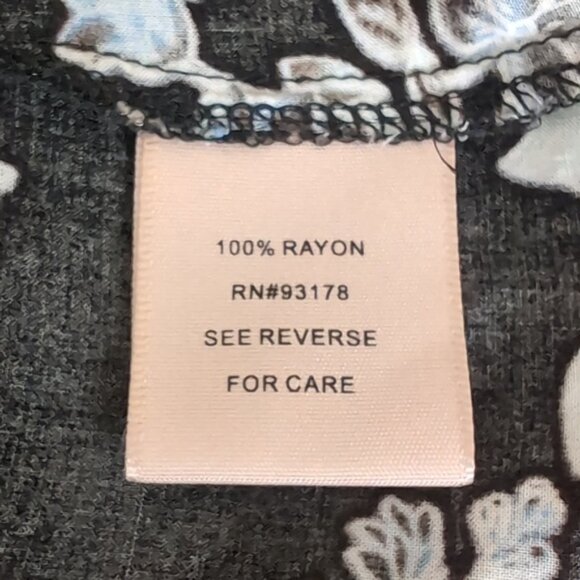 100% RAYON
RN#93178
SEE REVERSE
FOR CARE